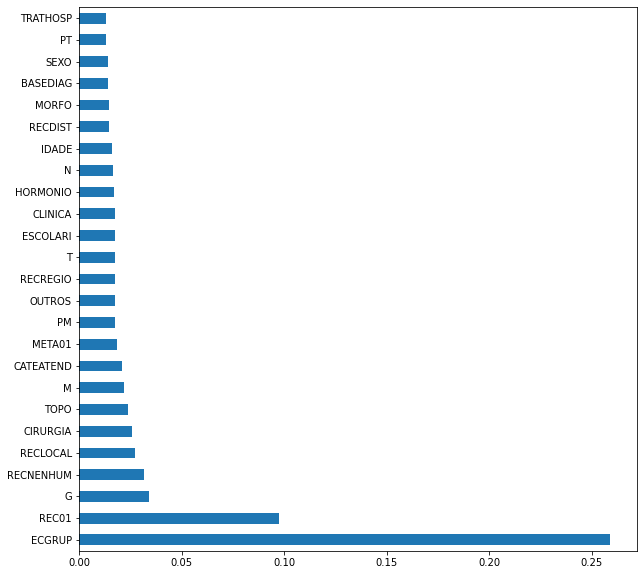 TRATHOSP
PT
SEXO
BASEDIAG
MORFO
RECDIST
IDADE
N
HORMONIO
CLINICA
ESCOLARI
T
RECREGIO
OUTROS
PM
META01
CATEATEND
M
TOPO
CIRURGIA
RECLOCAL
RECNENHUM
G
REC01
ECGRUP
0.00 0.05 0.10 0.15 0.20 0.25